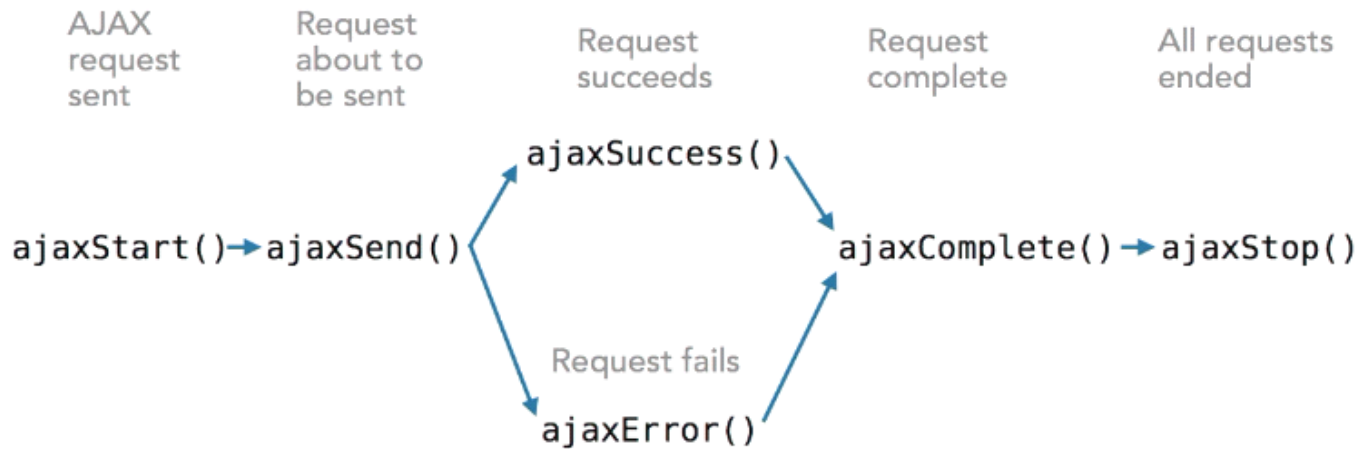 AJAX
request
sent
Request
about to
be sent
Request
succeeds
Request
complete
All requests
ended
ajaxSuccess()
ajaxStart()
ajaxSend()
ajaxComplete()
ajaxStop()
Request fails
ajaxError()